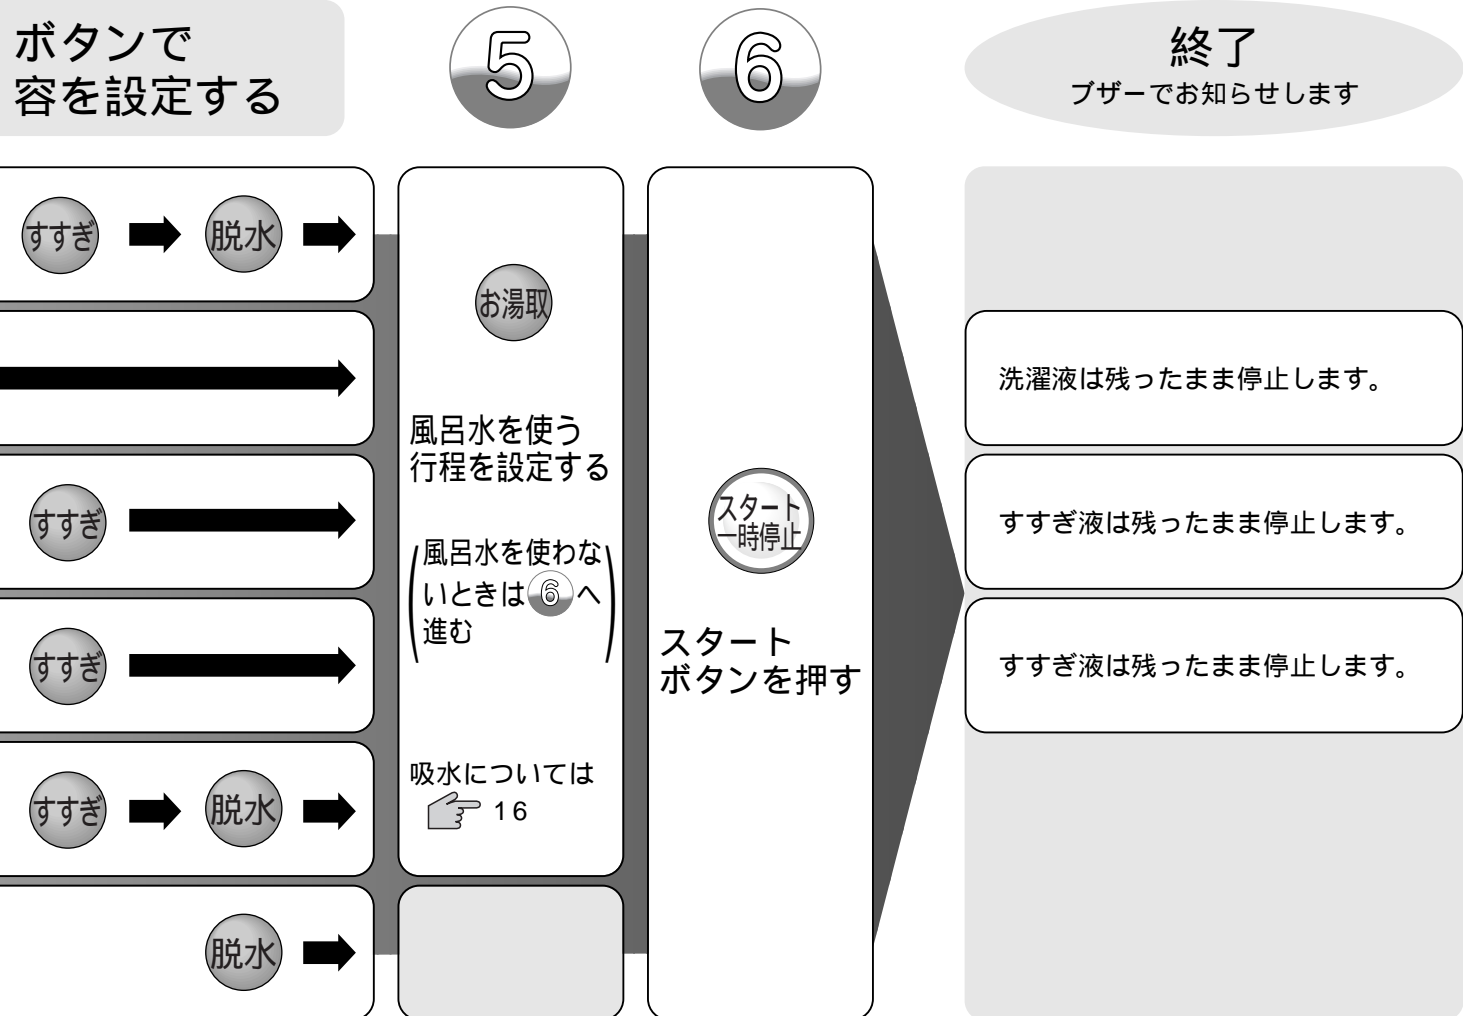 ボタンで
容を設定する
5
6
終了
ブザーでお知らせします
すすぎ
脱水
すすぎ
すすぎ
すすぎ
脱水
脱水
お湯取
風呂水を使う
行程を設定する
(風呂水を使わな
いときは6へ
進む)
吸水については
16
スタート
一時停止
スタート
ボタンを押す
洗濯液は残ったまま停止します。
すすぎ液は残ったまま停止します。
すすぎ液は残ったまま停止します。